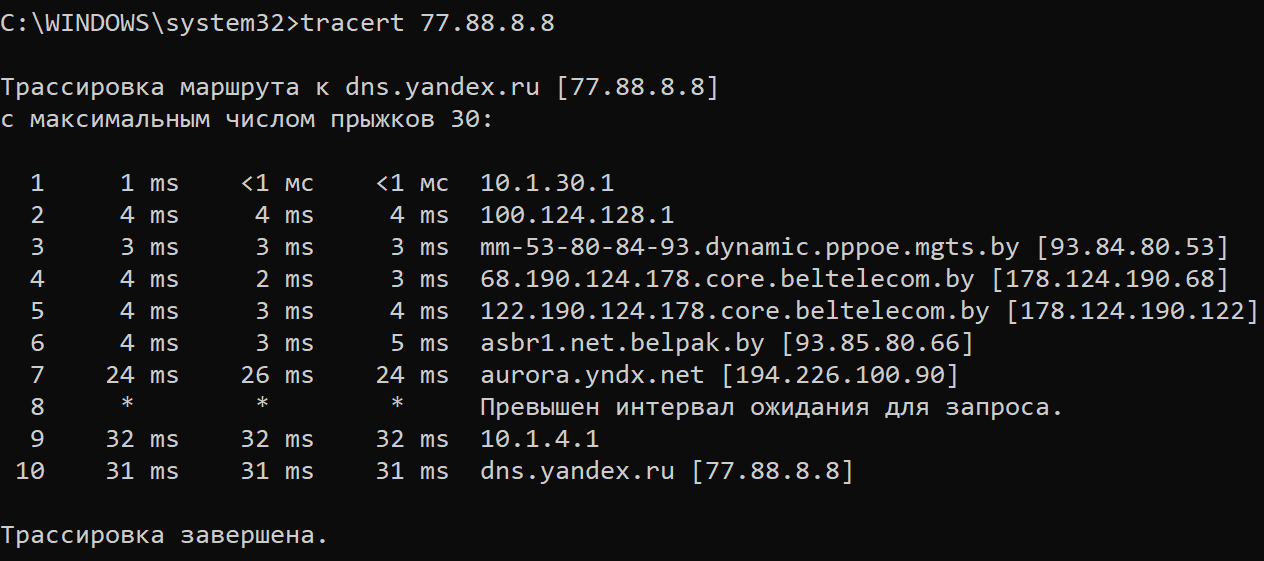 C:\WINDOWS\system32>tracert 77.88.8.8
Трассировка маршрута к dns.yandex.ru [77.88.8.8]
с максимальным числом прыжков 30:
1 1 ms <1 мс <1 мс 10.1.30.1
2 4 ms 4 ms 4 ms 100.124.128.1
3 3 ms 3 ms 3 ms mm-53-80-84-93.dynamic.pppoe.mgts.by [93.84.80.53]
4 4 ms 2 ms 3 ms 68.190.124.178.core.beltelecom.by [178.124.190.68]
5 4 ms 3 ms 4 ms 122.190.124.178.core.beltelecom.by [178.124.190.122]
6 4 ms 3 ms 5 ms asbr1.net.belpak.by [93.85.80.66]
7 24 ms 26 ms 24 ms aurora.yndx.net [194.226.100.90]
8 * * * Превышен интервал ожидания для запроса.
9 32 ms 32 ms 32 ms 10.1.4.1
10 31 ms 31 ms 31 ms dns.yandex.ru [77.88.8.8]
Трассировка завершена.